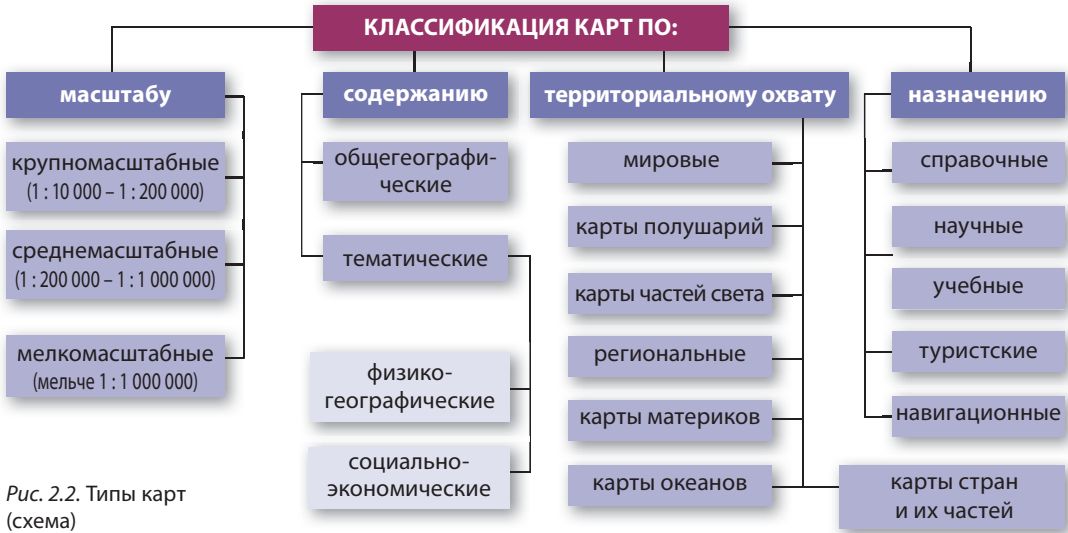 КЛАССИФИКАЦИЯ КАРТ ПО:
масштабу
крупномасштабные
(1 : 10 000 – 1 : 200 000)
среднемасштабные
(1 : 200 000 – 1 : 1 000 000)
мелкомасштабные
(мельче 1 : 1 000 000)
содержанию
общегеографи-
ческие
тематические
физико-
географические
социально-
экономические
территориальному охвату
мировые
карты полушарий
карты частей света
региональные
карты материков
карты океанов
карты стран
и их частей
назначению
справочные
научные
учебные
туристские
навигационные
Рис. 2.2. Типы карт
(схема)